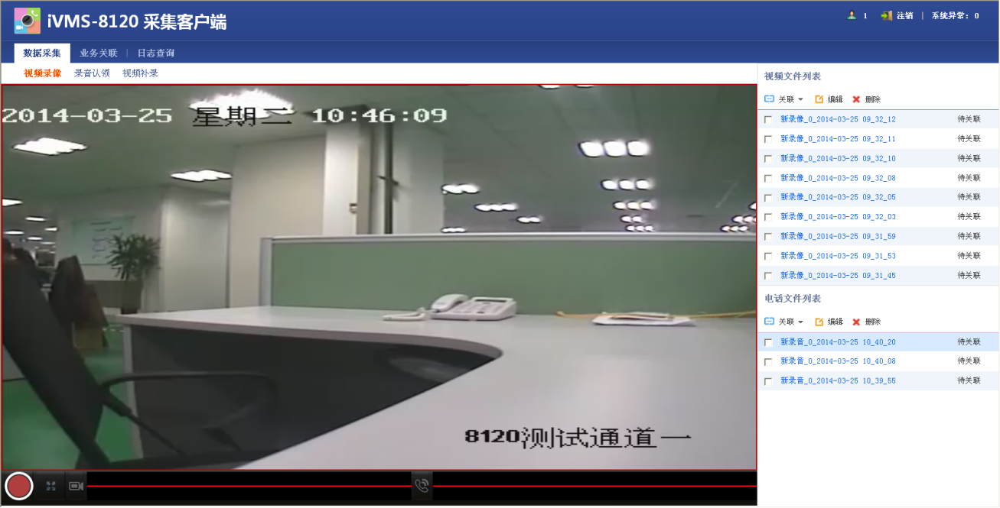 iVMS-8120 采集客户端
1 注销 | 系统异常: 0
数据采集 业务关联 | 日志查询
视频录像 录音认领 视频补录
2014-03-25 星期二 10:46:09
8120测试通道一
视频文件列表
关联 编辑 删除
新录像_0_2014-03-25 09_32_12 待关联
新录像_0_2014-03-25 09_32_11 待关联
新录像_0_2014-03-25 09_32_10 待关联
新录像_0_2014-03-25 09_32_08 待关联
新录像_0_2014-03-25 09_32_05 待关联
新录像_0_2014-03-25 09_32_03 待关联
新录像_0_2014-03-25 09_31_59 待关联
新录像_0_2014-03-25 09_31_53 待关联
新录像_0_2014-03-25 09_31_45 待关联
电话文件列表
关联 编辑 删除
新录音_0_2014-03-25 10_40_20 待关联
新录音_0_2014-03-25 10_40_08 待关联
新录音_0_2014-03-25 10_39_55 待关联